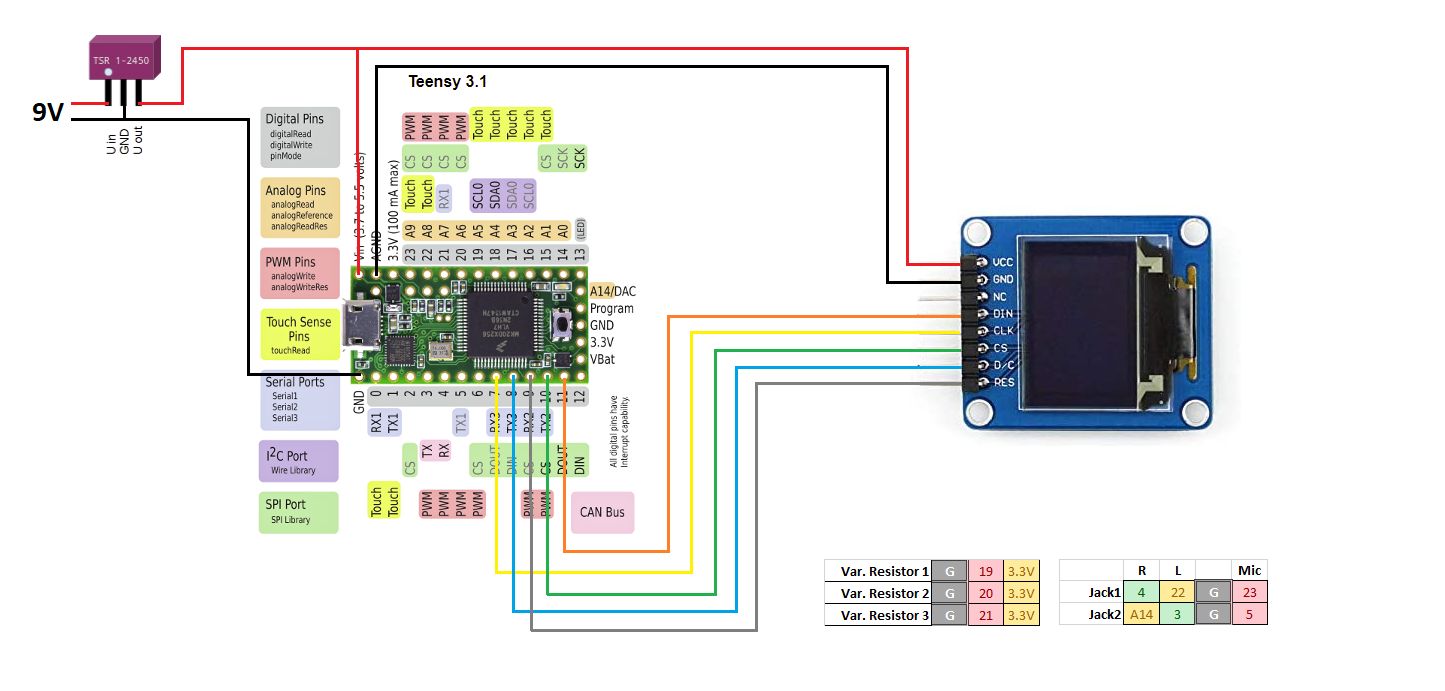 TSR 1-2450
9V
U in
GND
U out
Teensy 3.1
Digital Pins
digitalRead
digitalWrite
pinMode
Analog Pins
analogRead
analogReference
analogReadRes
PWM Pins
analogWrite
analogWriteRes
Touch Sense
Pins
touchRead
Serial Ports
Serial1
Serial2
Serial3
I2C Port
Wire Library
SPI Port
SPI Library
PWM PWM PWM PWM Touch Touch Touch Touch Touch
CS CS CS CS CS SCK SCK
Touch Touch RX1 SCL0 SDA0 SDA0 SCL0
Vin (3.7 to 5.5 volts)
AGND
3.3V (100 mA max)
A9 A8 A7 A6 A5 A4 A3 A2 A1 A0 (LED)
23 22 21 20 19 18 17 16 15 14 13
A14/DAC
Program
GND
3.3V
VBat
GND 0 1 2 3 4 5 6 7 8 9 10 11 12
RX1 TX1 TX1 RX3 TX3 RX2 TX2
CS TX RX CS DOUT DIN CS CS DOUT DIN
Touch Touch PWM PWM PWM PWM PWM PWM
All digital pins have
Interrupt capability.
CAN Bus
VCC
GND
NC
DIN
CLK
CS
D/C
RES
Var. Resistor 1 G 19 3.3V
Var. Resistor 2 G 20 3.3V
Var. Resistor 3 G 21 3.3V
R L Mic
Jack1 4 22 G 23
Jack2 A14 3 G 5